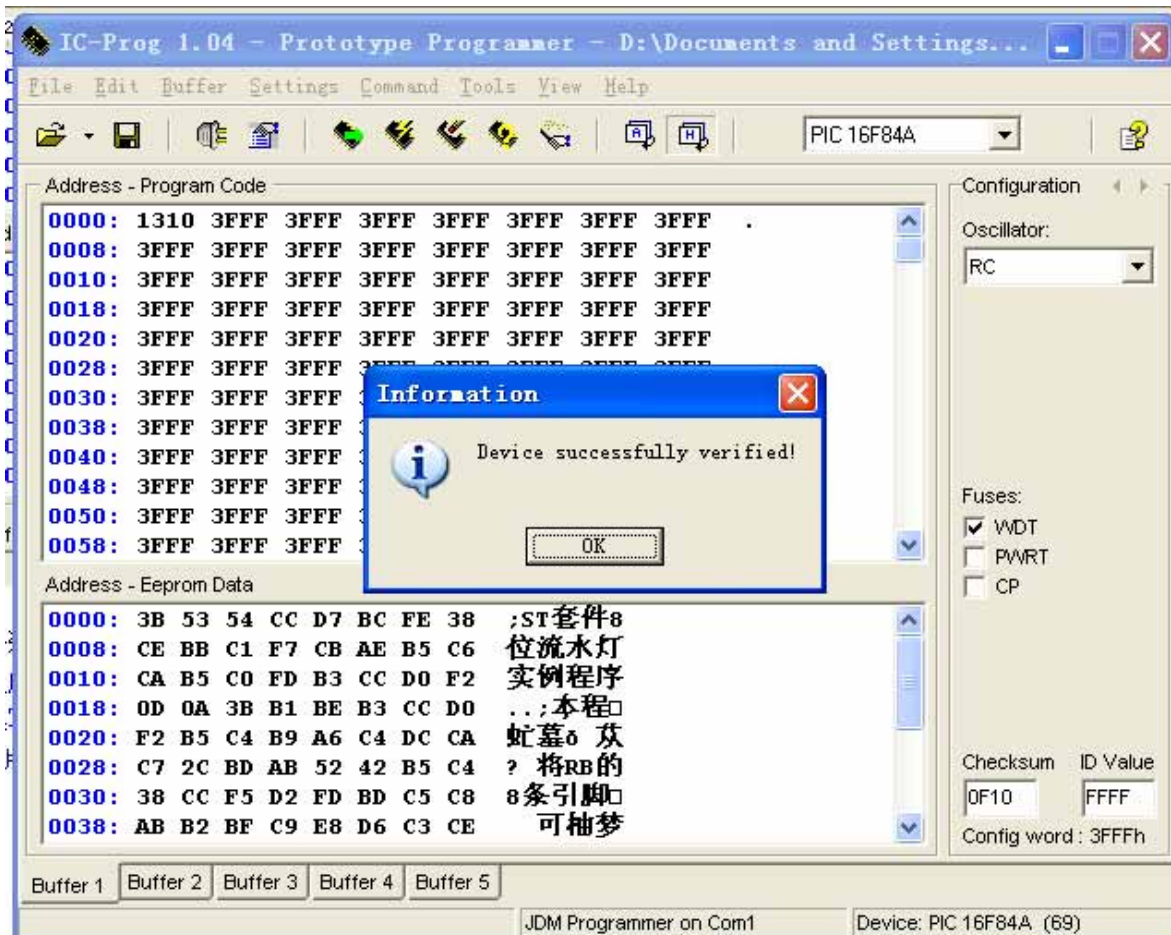 IC-Prog 1.04 - Prototype Programmer - D:\Documents and Settings...
File Edit Buffer Settings Command Tools View Help
PIC 16F84A
Address - Program Code
0000: 1310 3FFF 3FFF 3FFF 3FFF 3FFF 3FFF 3FFF .
0008: 3FFF 3FFF 3FFF 3FFF 3FFF 3FFF 3FFF 3FFF
0010: 3FFF 3FFF 3FFF 3FFF 3FFF 3FFF 3FFF 3FFF
0018: 3FFF 3FFF 3FFF 3FFF 3FFF 3FFF 3FFF 3FFF
0020: 3FFF 3FFF 3FFF 3FFF 3FFF 3FFF 3FFF 3FFF
0028: 3FFF 3FFF 3FFF
0030: 3FFF 3FFF 3FFF
0038: 3FFF 3FFF 3FFF
0040: 3FFF 3FFF 3FFF
0048: 3FFF 3FFF 3FFF
0050: 3FFF 3FFF 3FFF
0058: 3FFF 3FFF 3FFF
Information
Device successfully verified!
OK
Configuration
Oscillator:
RC
Fuses:
WDT
PWRT
CP
Address - Eeprom Data
0000: 3B 53 54 CC D7 BC FE 38 ;ST套件8
0008: CE BB C1 F7 CB AE B5 C6 位流水灯
0010: CA B5 C0 FD B3 CC D0 F2 实例程序
0018: 0D 0A 3B B1 BE B3 CC D0 ..;本程□
0020: F2 B5 C4 B9 A6 C4 DC CA 虻墓δ苁
0028: C7 2C BD AB 52 42 B5 C4 ? 将RB的
0030: 38 CC F5 D2 FD BD C5 C8 8条引脚□
0038: AB B2 BF C9 E8 D6 C3 CE 可柚梦
Checksum ID Value
0F10 FFFF
Config word : 3FFFh
Buffer 1 Buffer 2 Buffer 3 Buffer 4 Buffer 5
JDM Programmer on Com1 Device: PIC 16F84A (69)